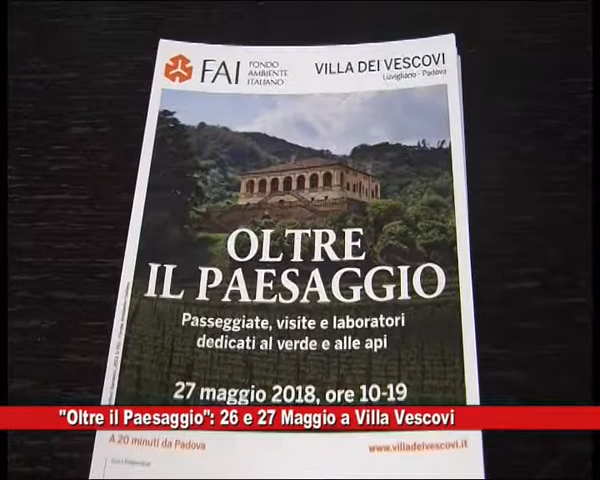 FAI
FONDO
AMBIENTE
ITALIANO
VILLA DEI VESCOVI
Luvigliano - Padova
OLTRE
IL PAESAGGIO
Passeggiate, visite e laboratori
dedicati al verde e alle api
27 maggio 2018, ore 10-19
"Oltre il Paesaggio": 26 e 27 Maggio a Villa Vescovi
A 20 minuti da Padova
www.villadeivescovi.it